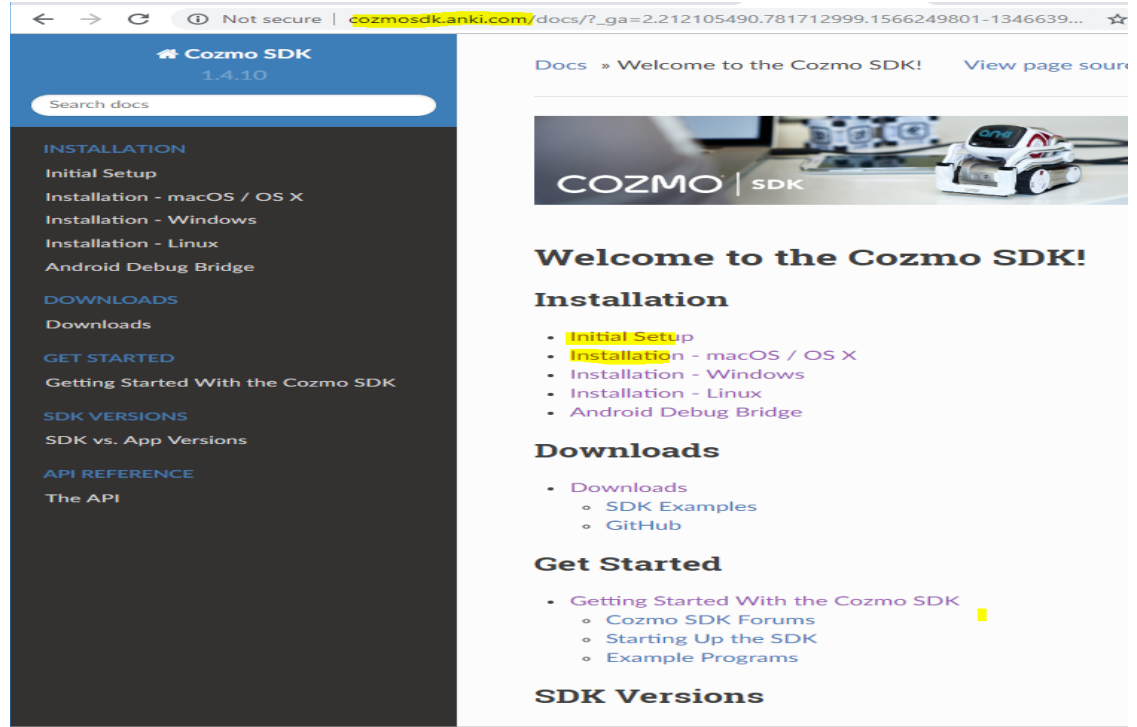 Not secure | cozmosdk.anki.com/docs/?_ga=2.212105490.781712999.1566249801-1346639...
Cozmo SDK
1.4.10
Search docs
INSTALLATION
Initial Setup
Installation - macOS / OS X
Installation - Windows
Installation - Linux
Android Debug Bridge
DOWNLOADS
Downloads
GET STARTED
Getting Started With the Cozmo SDK
SDK VERSIONS
SDK vs. App Versions
API REFERENCE
The API
Docs » Welcome to the Cozmo SDK! View page sour
COZMO | SDK
anki
Welcome to the Cozmo SDK!
Installation
• Initial Setup
• Installation - macOS / OS X
• Installation - Windows
• Installation - Linux
• Android Debug Bridge
Downloads
• Downloads
◦ SDK Examples
◦ GitHub
Get Started
• Getting Started With the Cozmo SDK
◦ Cozmo SDK Forums
◦ Starting Up the SDK
◦ Example Programs
SDK Versions